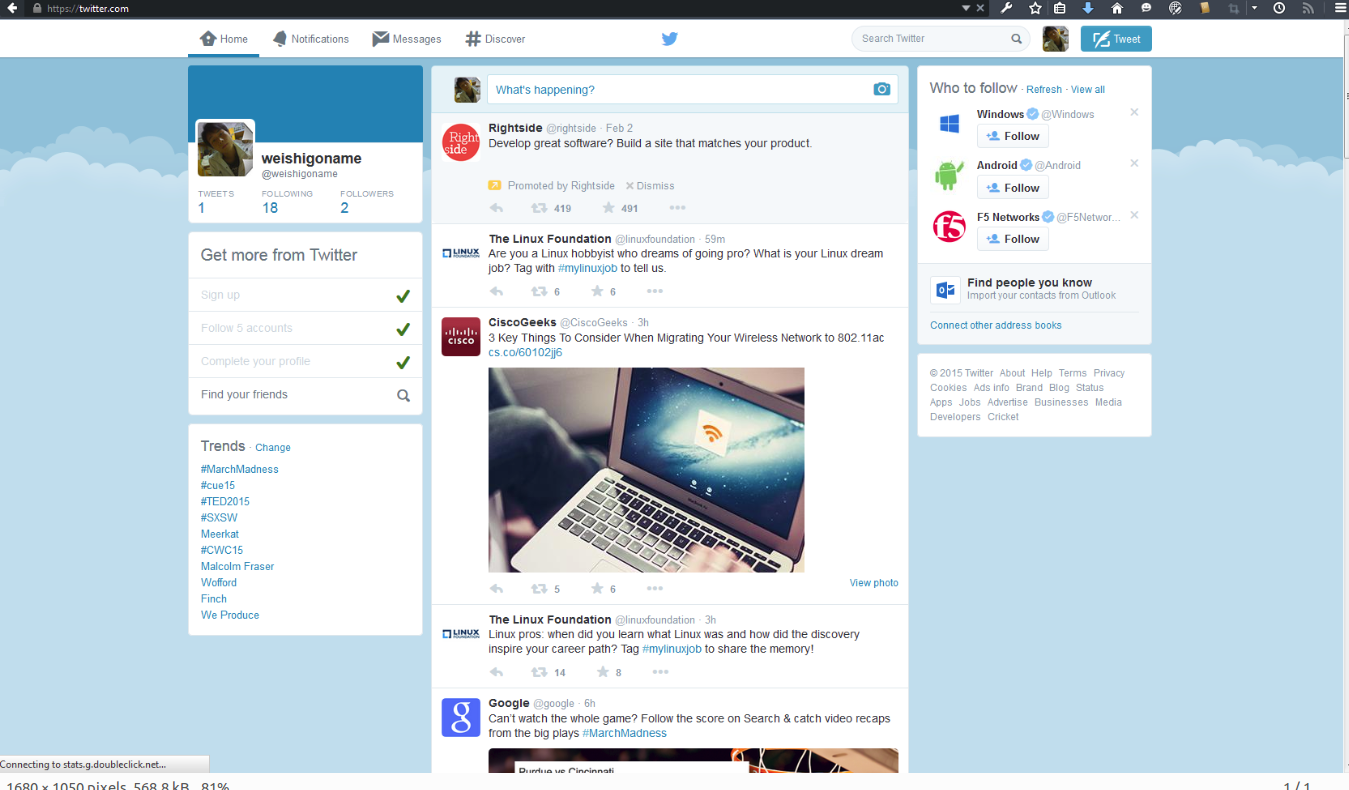 https://twitter.com
Home
Notifications
Messages
Discover
Search Twitter
Tweet
weishigoname
@weishigoname
TWEETS
FOLLOWING
FOLLOWERS
1
18
2
Get more from Twitter
Sign up
Follow 5 accounts
Complete your profile
Find your friends
Trends · Change
#MarchMadness
#cue15
#TED2015
#SXSW
Meerkat
#CWC15
Malcolm Fraser
Wofford
Finch
We Produce
What's happening?
Right
side
Rightside @rightside · Feb 2
Develop great software? Build a site that matches your product.
Promoted by Rightside
Dismiss
419
491
LINUX
FOUNDATION
The Linux Foundation @linuxfoundation · 59m
Are you a Linux hobbyist who dreams of going pro? What is your Linux dream
job? Tag with #mylinuxjob to tell us.
6
6
CISCO
CiscoGeeks @CiscoGeeks · 3h
3 Key Things To Consider When Migrating Your Wireless Network to 802.11ac
cs.co/60102jj6
5
6
View photo
LINUX
FOUNDATION
The Linux Foundation @linuxfoundation · 3h
Linux pros: when did you learn what Linux was and how did the discovery
inspire your career path? Tag #mylinuxjob to share the memory!
14
8
g
Google @google · 6h
Can't watch the whole game? Follow the score on Search & catch video recaps
from the big plays #MarchMadness
Purdue vs Cincinnati
Who to follow · Refresh · View all
Windows @Windows
Follow
Android @Android
Follow
f5
F5 Networks @F5Networ...
Follow
Find people you know
Import your contacts from Outlook
Connect other address books
© 2015 Twitter About Help Terms Privacy
Cookies Ads info Brand Blog Status
Apps Jobs Advertise Businesses Media
Developers Cricket
Connecting to stats.g.doubleclick.net...
1680 × 1050 pixels 568.8 kB 81%
1 / 1